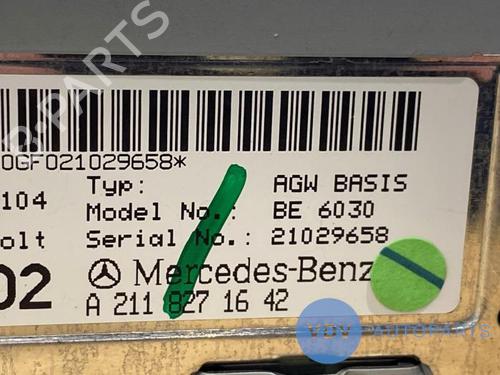 0GF021029658*
104 Typ: AGW BASIS
Model No.: BE 6030
olt Serial No.: 21029658
02 Mercedes-Benz
A 211 827 16 42
B-PARTS
VDV AUTOPARTS